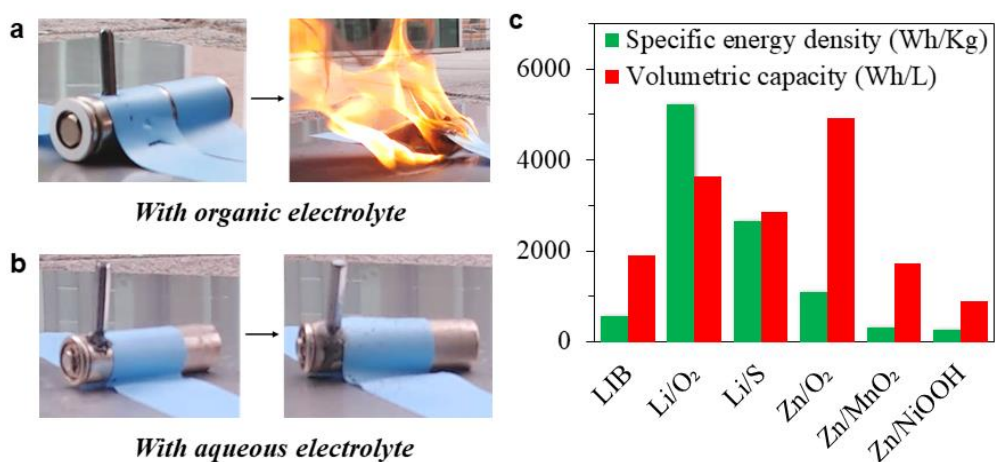 a
With organic electrolyte
b
With aqueous electrolyte
c
Specific energy density (Wh/Kg)
Volumetric capacity (Wh/L)
6000
4000
2000
0
LIB
Li/O₂
Li/S
Zn/O₂
Zn/MnO₂
Zn/NiOOH